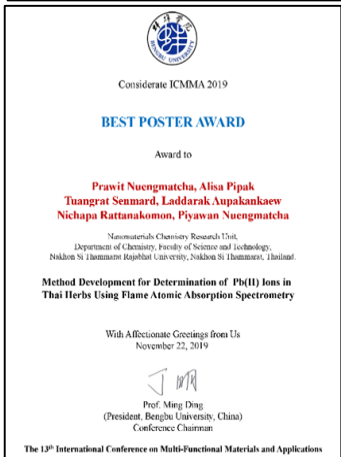 BENGBU UNIVERSITY
Considerate ICMMA 2019
BEST POSTER AWARD
Award to
Prawit Nuengmatcha, Alisa Pipak
Tuangrat Senmard, Laddarak Aupakankaew
Nichapa Rattanakomon, Piyawan Nuengmatcha
Nanomaterials Chemistry Research Unit,
Department of Chemistry, Faculty of Science and Technology,
Nakhon Si Thammarat Rajabhat University, Nakhon Si Thammarat, Thailand.
Method Development for Determination of Pb(II) Ions in
Thai Herbs Using Flame Atomic Absorption Spectrometry
With Affectionate Greetings from Us
November 22, 2019
Prof. Ming Ding
(President, Bengbu University, China)
Conference Chairman
The 13th International Conference on Multi-Functional Materials and Applications